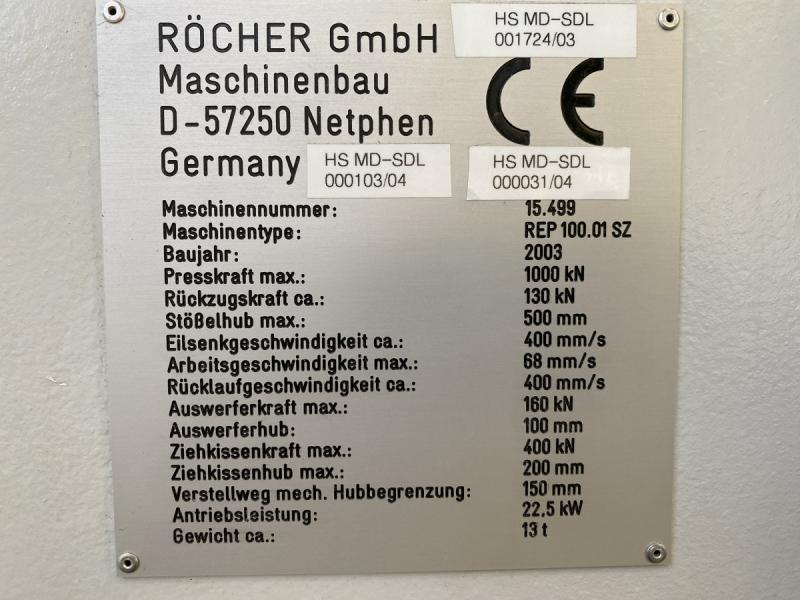 RÖCHER GmbH
HS MD-SDL
001724/03
Maschinenbau
CE
D-57250 Netphen
Germany
HS MD-SDL
000103/04
HS MD-SDL
000031/04
Maschinennummer: 15.499
Maschinentype: REP 100.01 SZ
Baujahr: 2003
Presskraft max.: 1000 kN
Rückzugskraft ca.: 130 kN
Stößelhub max.: 500 mm
Eilsenkgeschwindigkeit ca.: 400 mm/s
Arbeitsgeschwindigkeit max.: 68 mm/s
Rücklaufgeschwindigkeit ca.: 400 mm/s
Auswerferkraft max.: 160 kN
Auswerferhub: 100 mm
Ziehkissenkraft max.: 400 kN
Ziehkissenhub max.: 200 mm
Verstellweg mech. Hubbegrenzung: 150 mm
Antriebsleistung: 22,5 kW
Gewicht ca.: 13 t